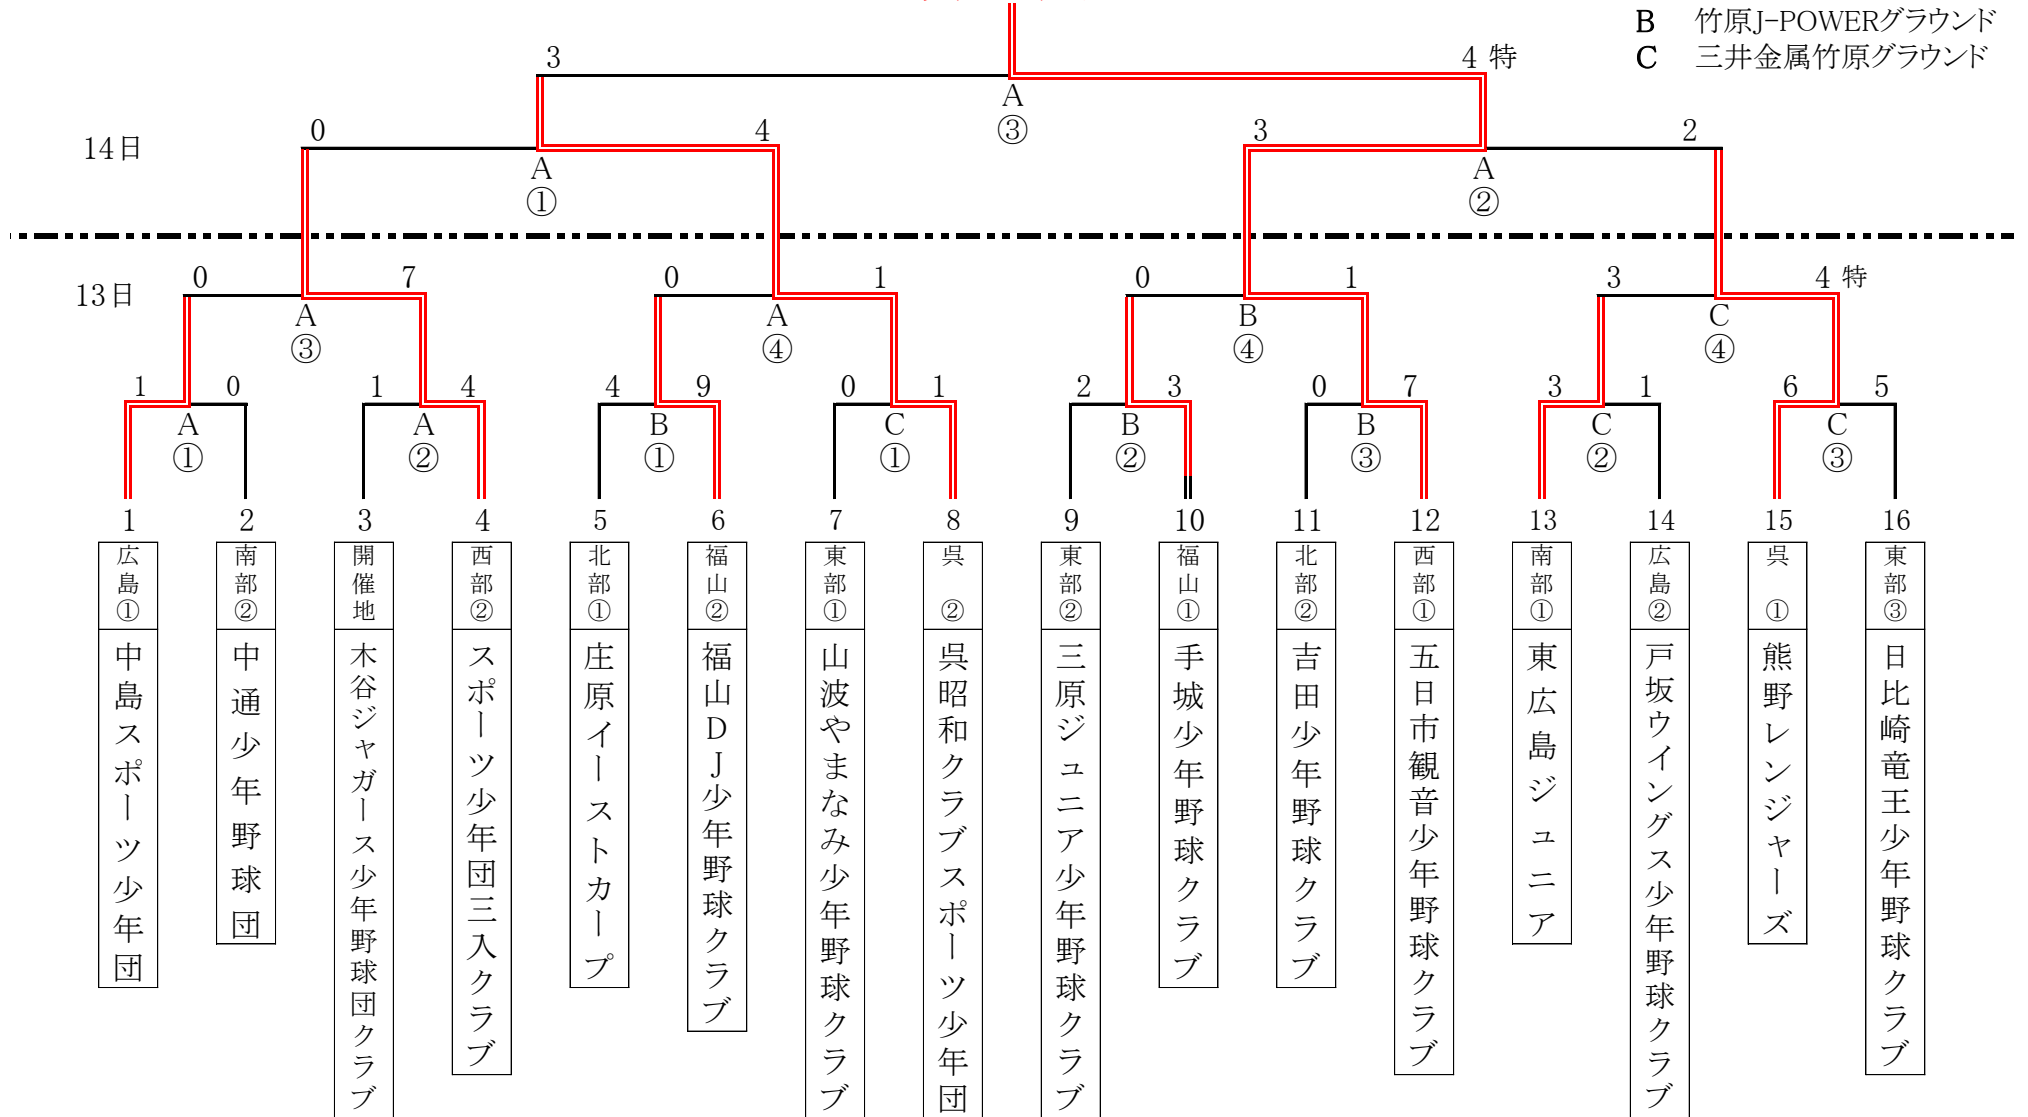 B 竹原J-POWERグラウンド
C 三井金属竹原グラウンド
3 4 特
A
③
14日
0 4 3 2
A A
① ②
13日
0 7 0 1 0 1 3 4 特
A A B C
③ ④ ④ ④
1 0 1 4 4 9 0 1 2 3 0 7 3 1 6 5
A A B C B B C C
① ② ① ① ② ③ ② ③
1 2 3 4 5 6 7 8 9 10 11 12 13 14 15 16
広島①
中島スポーツ少年団
南部②
中通少年野球団
開催地
木谷ジャガース少年野球団クラブ
西部②
スポーツ少年団三入クラブ
北部①
庄原イーストカープ
福山②
福山DJ少年野球クラブ
東部①
山波やまなみ少年野球クラブ
呉②
呉昭和クラブスポーツ少年団
東部②
三原ジュニア少年野球クラブ
福山①
手城少年野球クラブ
北部②
吉田少年野球クラブ
西部①
五日市観音少年野球クラブ
南部①
東広島ジュニア
広島②
戸坂ウイングス少年野球クラブ
呉①
熊野レンジャーズ
東部③
日比崎竜王少年野球クラブ